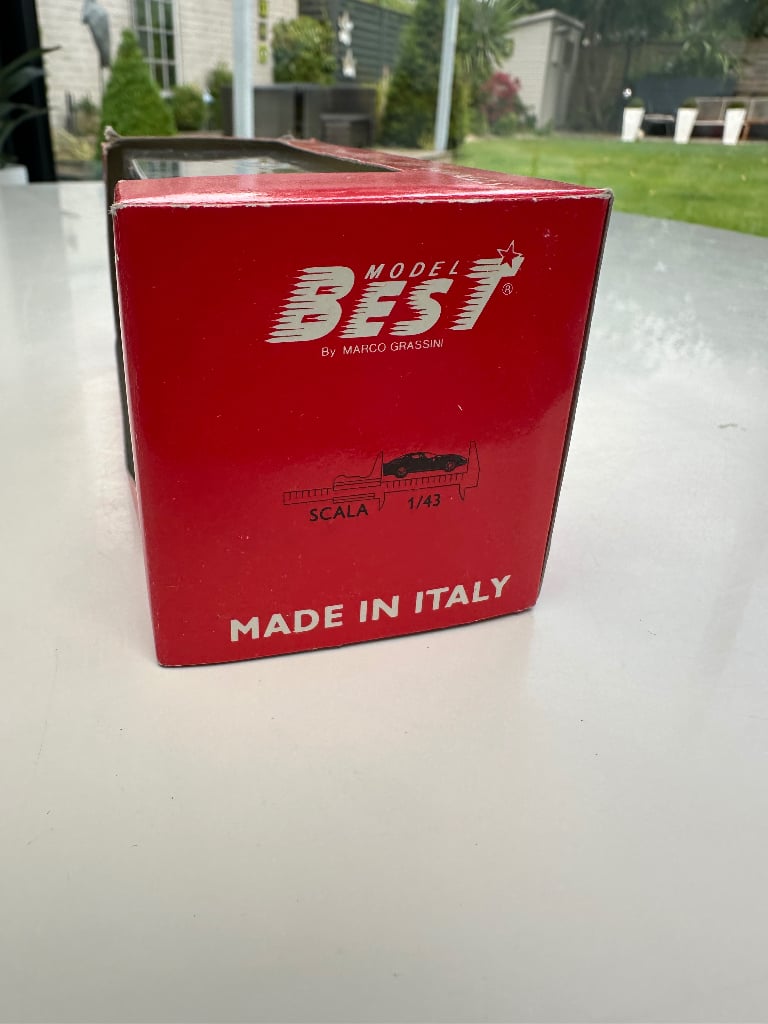 MODEL
BEST®
By MARCO GRASSINI
SCALA 1/43
MADE IN ITALY